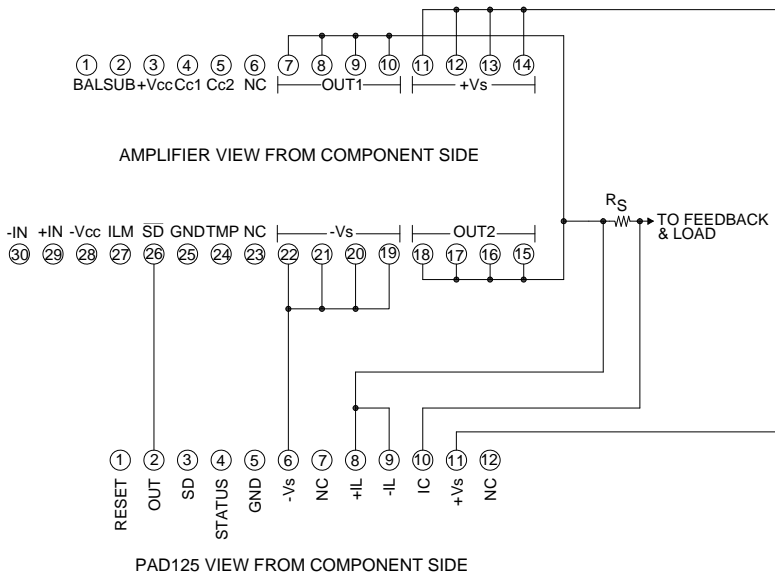 1 2 3 4 5 6 7 8 9 10 11 12 13 14
BAL SUB +Vcc Cc1 Cc2 NC OUT1 +Vs
AMPLIFIER VIEW FROM COMPONENT SIDE
RS
TO FEEDBACK
& LOAD
-IN +IN -Vcc ILM SD GND TMP NC -Vs OUT2
30 29 28 27 26 25 24 23 22 21 20 19 18 17 16 15
1 2 3 4 5 6 7 8 9 10 11 12
RESET OUT SD STATUS GND -Vs NC +IL -IL IC +Vs NC
PAD125 VIEW FROM COMPONENT SIDE